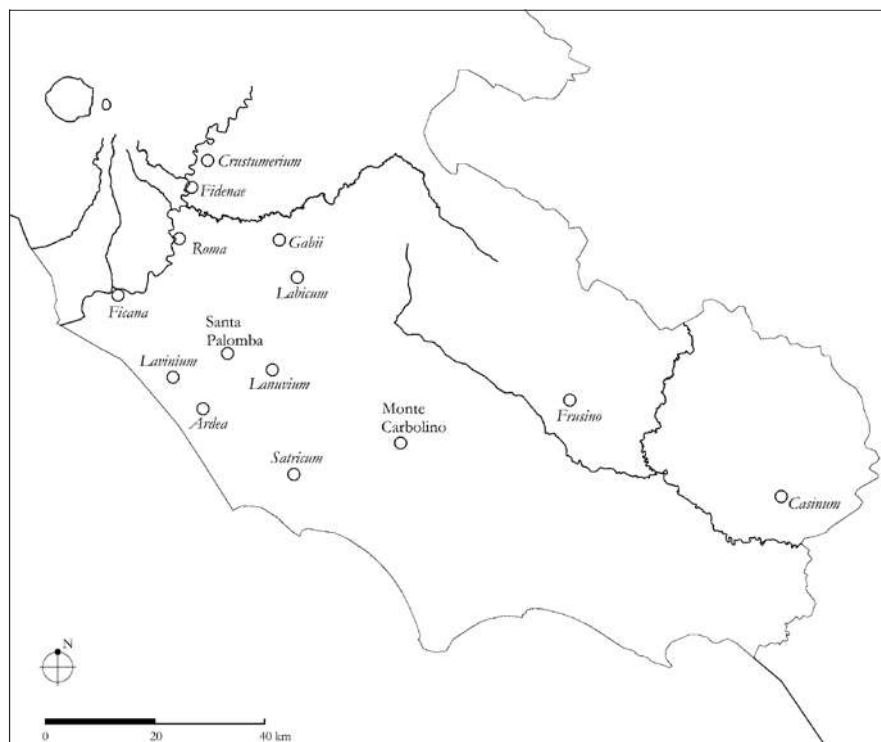 Crustumerium
Fidenae
Roma
Gabii
Labicum
Ficana
Santa
Palomba
Lavinium
Lanuvium
Ardea
Monte
Carbolino
Frusino
Satricum
Casinum
N
0 20 40 km